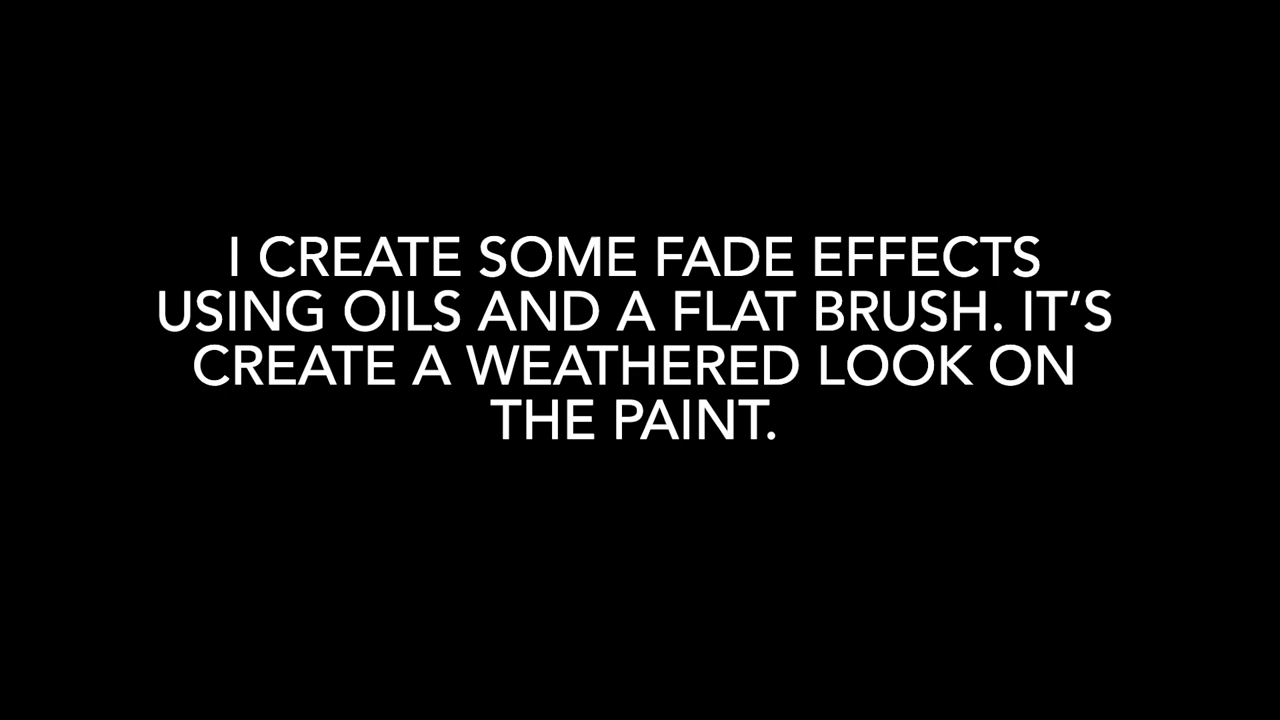 I CREATE SOME FADE EFFECTS
USING OILS AND A FLAT BRUSH. IT’S
CREATE A WEATHERED LOOK ON
THE PAINT.